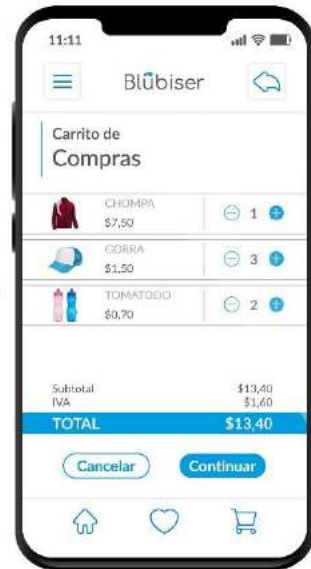 11:11
Blūbiser
Carrito de
Compras
CHOMPA
$7,50
1
GORRA
$1,50
3
TOMATODO
$0,70
2
Subtotal $13,40
IVA $1,60
TOTAL $13,40
Cancelar Continuar